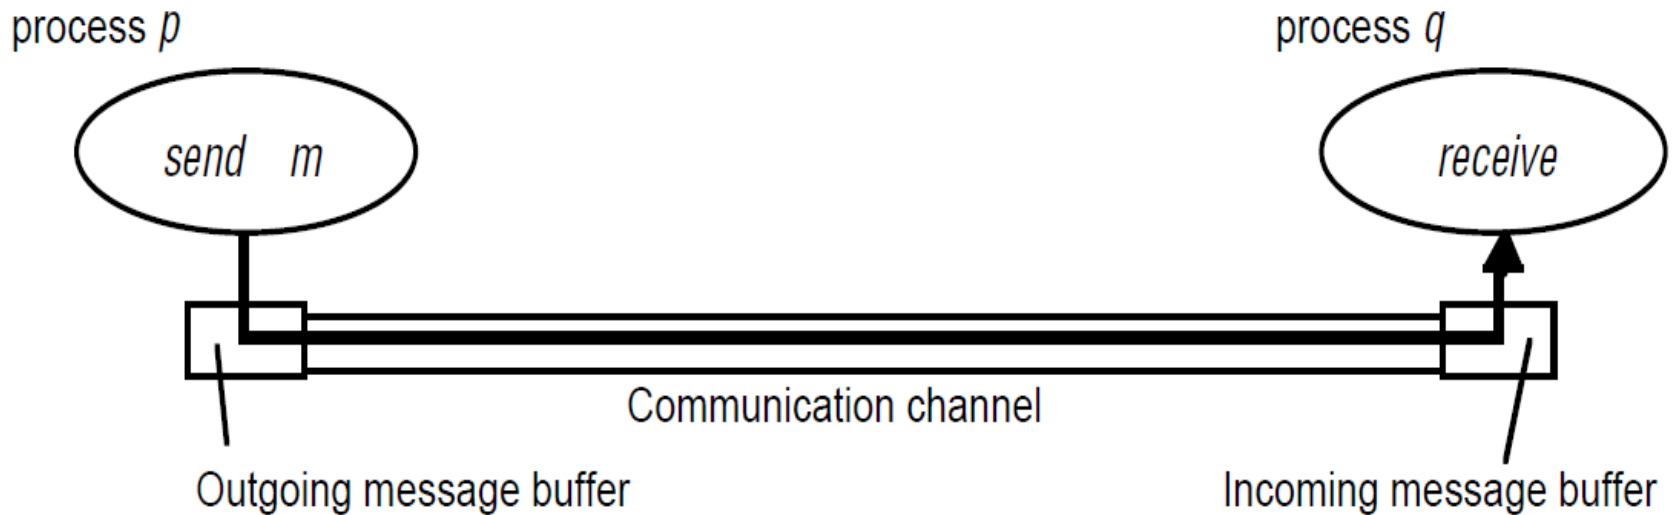 process p
process q
send m
receive
Communication channel
Outgoing message buffer
Incoming message buffer